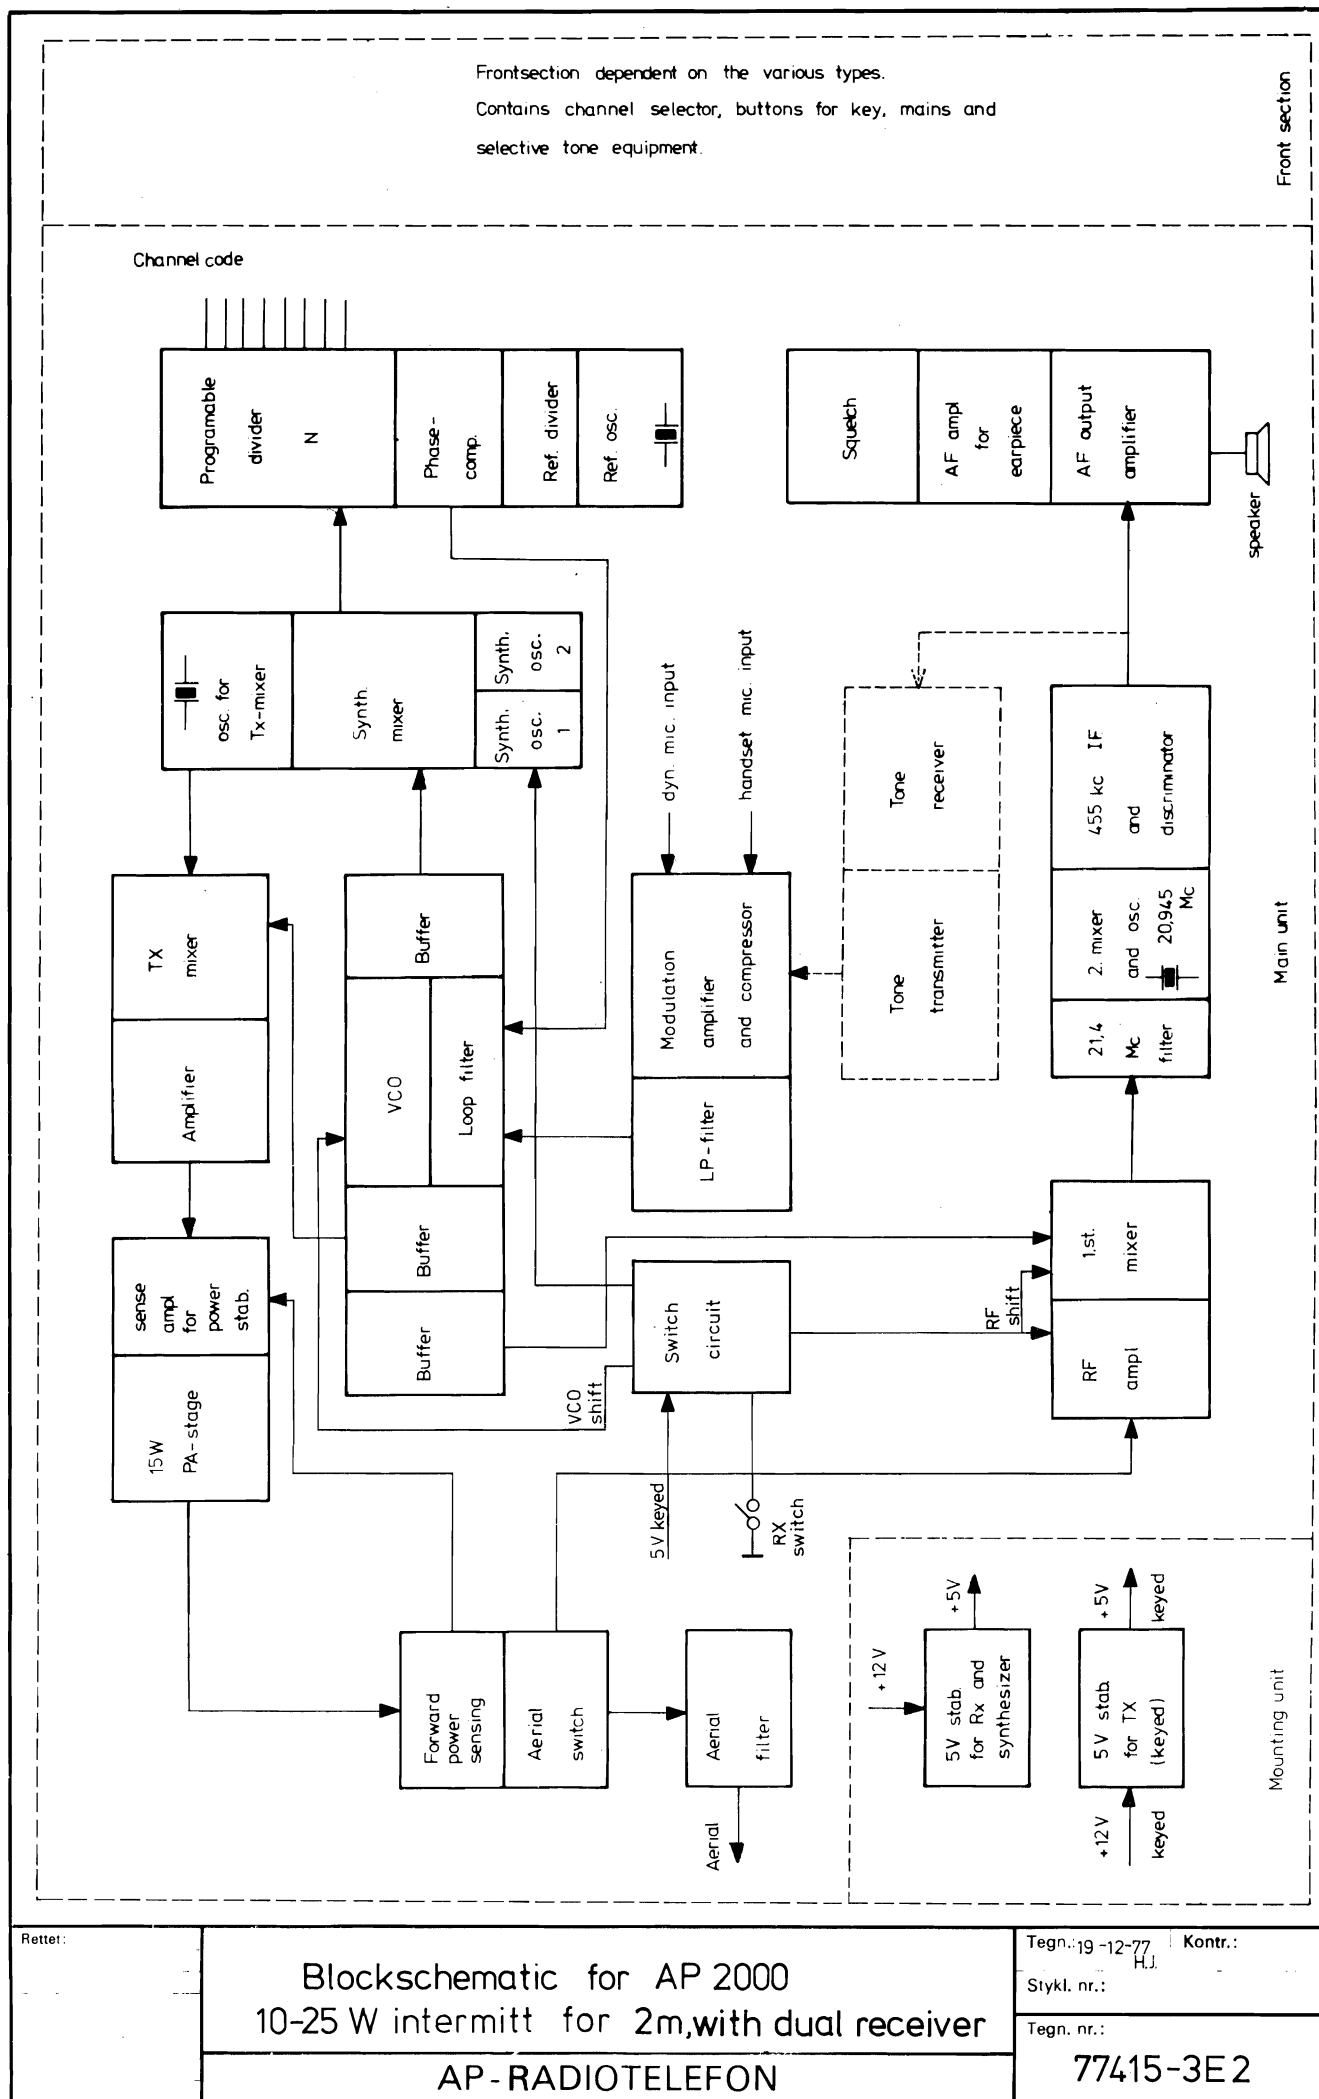 Frontsection dependent on the various types.
Contains channel selector, buttons for key, mains and
selective tone equipment.
Front section
Channel code
Programable
divider
N
Phase-
comp.
Ref. divider
Ref. osc.
Squelch
AF ampl
for
earpiece
AF output
amplifier
speaker
osc. for
Tx-mixer
Synth.
mixer
Synth.
osc.
1
Synth.
osc.
2
dyn. mic. input
handset mic. input
TX
mixer
Amplifier
Buffer
VCO
Loop filter
Buffer
Buffer
Modulation
amplifier
and compressor
LP-filter
Tone
receiver
Tone
transmitter
455 kc IF
and
discriminator
2. mixer
and osc.
20,945
Mc
21,4
Mc
filter
Main unit
sense
ampl
for
power
stab.
15W
PA-stage
VCO
shift
Switch
circuit
RF
shift
1.st.
mixer
RF
ampl
5V keyed
RX
switch
Forward
power
sensing
Aerial
switch
Aerial
filter
Aerial
+12V
5V stab.
for Rx and
synthesizer
+5V
+12V
keyed
5V stab.
for TX
(keyed)
+5V
keyed
Mounting unit
Rettet:
Blockschematic for AP 2000
10-25 W intermitt for 2m,with dual receiver
AP-RADIOTELEFON
Tegn.: 19-12-77 Kontr.:
H.J.
Stykl. nr.:
Tegn. nr.:
77415-3E2